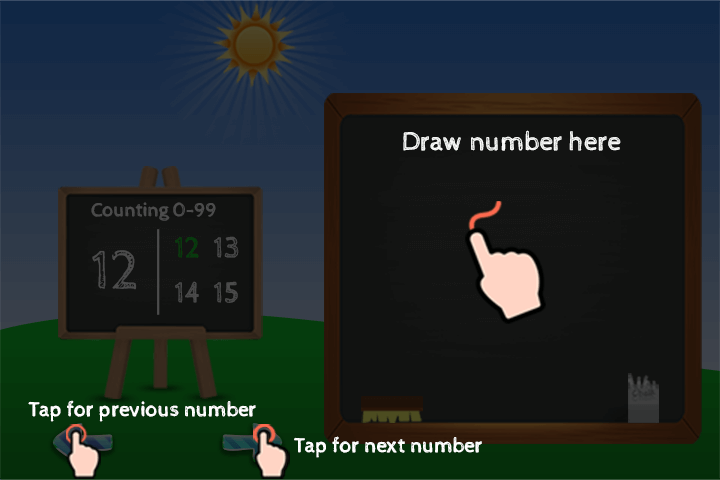 Draw number here
Counting 0-99
12
12 13
14 15
Tap for previous number
Tap for next number